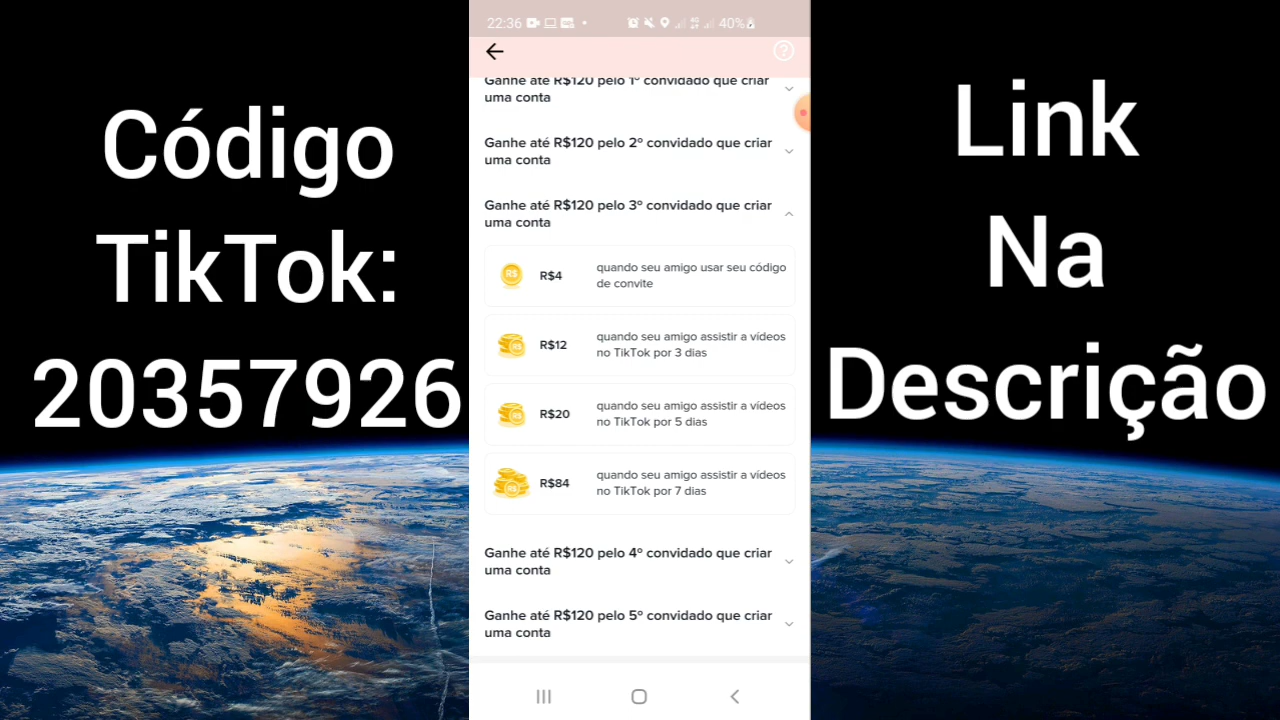 Código
TikTok:
20357926
22:36
4G
40%
Ganhe até R$120 pelo 1º convidado que criar
uma conta
Ganhe até R$120 pelo 2º convidado que criar
uma conta
Ganhe até R$120 pelo 3º convidado que criar
uma conta
R$
R$4
quando seu amigo usar seu código
de convite
R$
R$12
quando seu amigo assistir a vídeos
no TikTok por 3 dias
R$
R$20
quando seu amigo assistir a vídeos
no TikTok por 5 dias
R$
R$84
quando seu amigo assistir a vídeos
no TikTok por 7 dias
Ganhe até R$120 pelo 4º convidado que criar
uma conta
Ganhe até R$120 pelo 5º convidado que criar
uma conta
Link
Na
Descrição